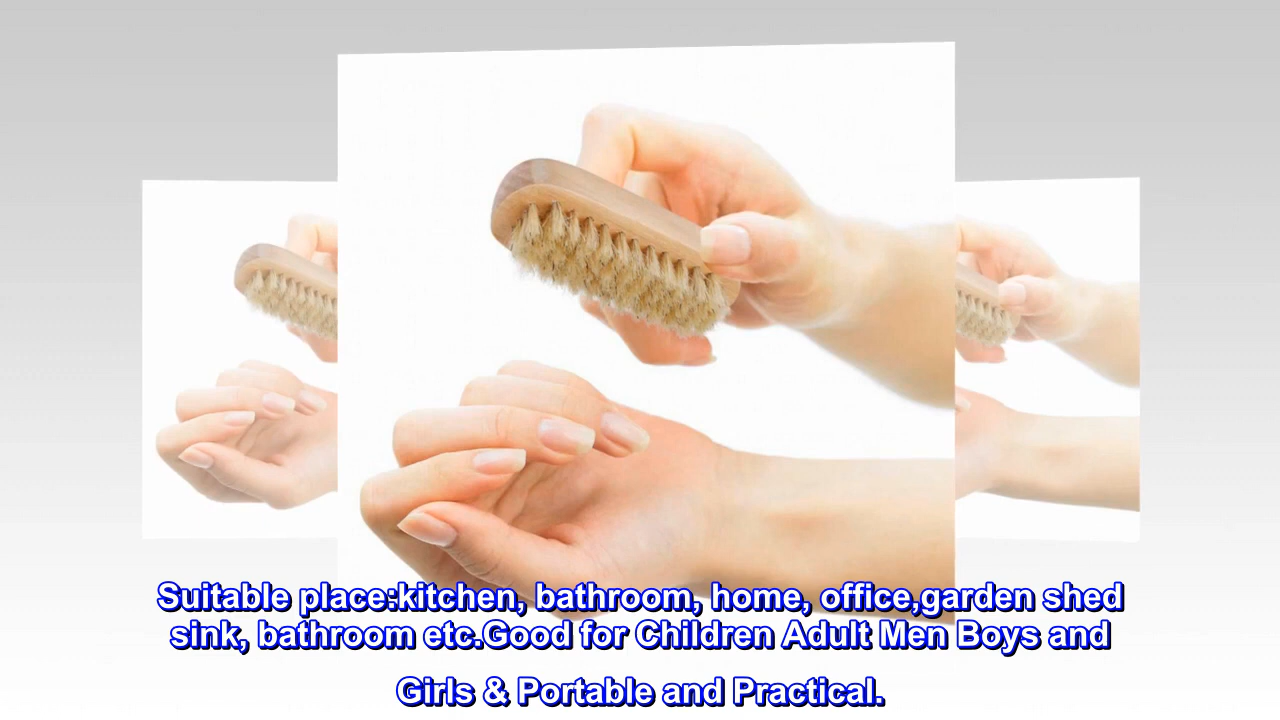 Suitable place:kitchen, bathroom, home, office,garden shed
sink, bathroom etc.Good for Children Adult Men Boys and
Girls & Portable and Practical.